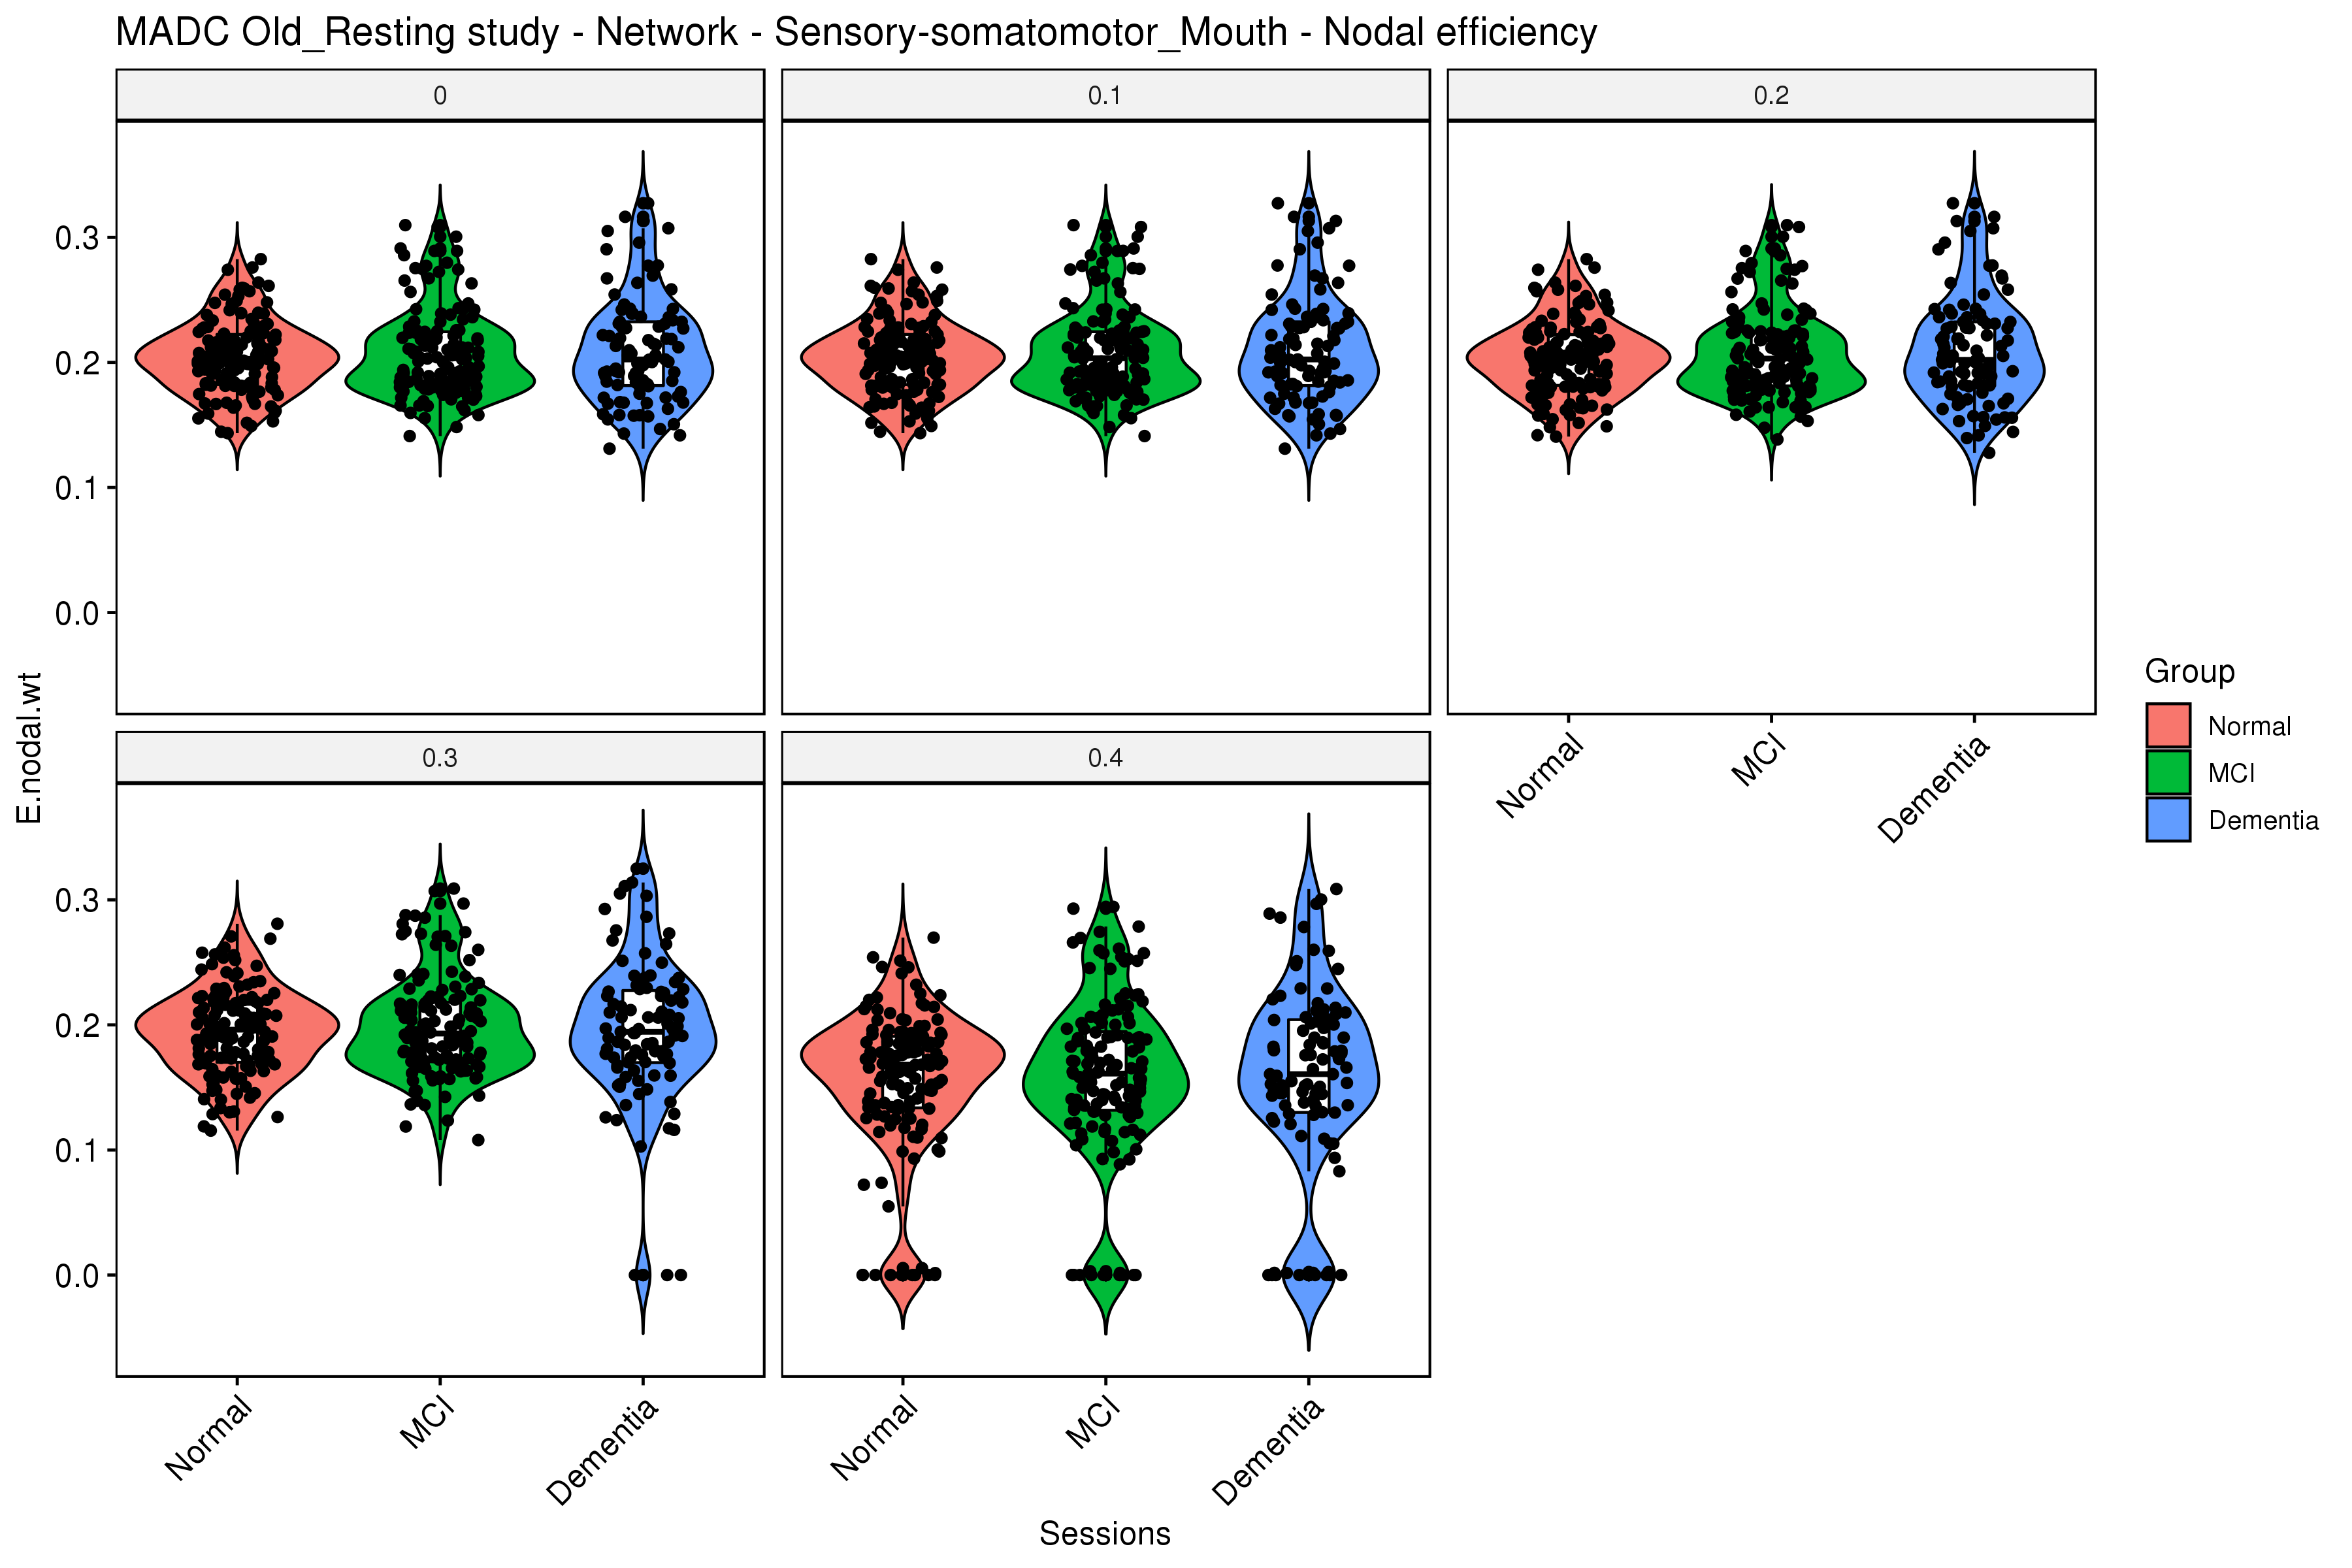 MADC Old_Resting study - Network - Sensory-somatomotor_Mouth - Nodal efficiency
0
0.1
0.2
0.3
0.2
0.1
0.0
Normal
MCI
Dementia
0.3
0.4
0.3
0.2
0.1
0.0
Normal
MCI
Dementia
Normal
MCI
Dementia
Sessions
E.nodal.wt
Group
Normal
MCI
Dementia